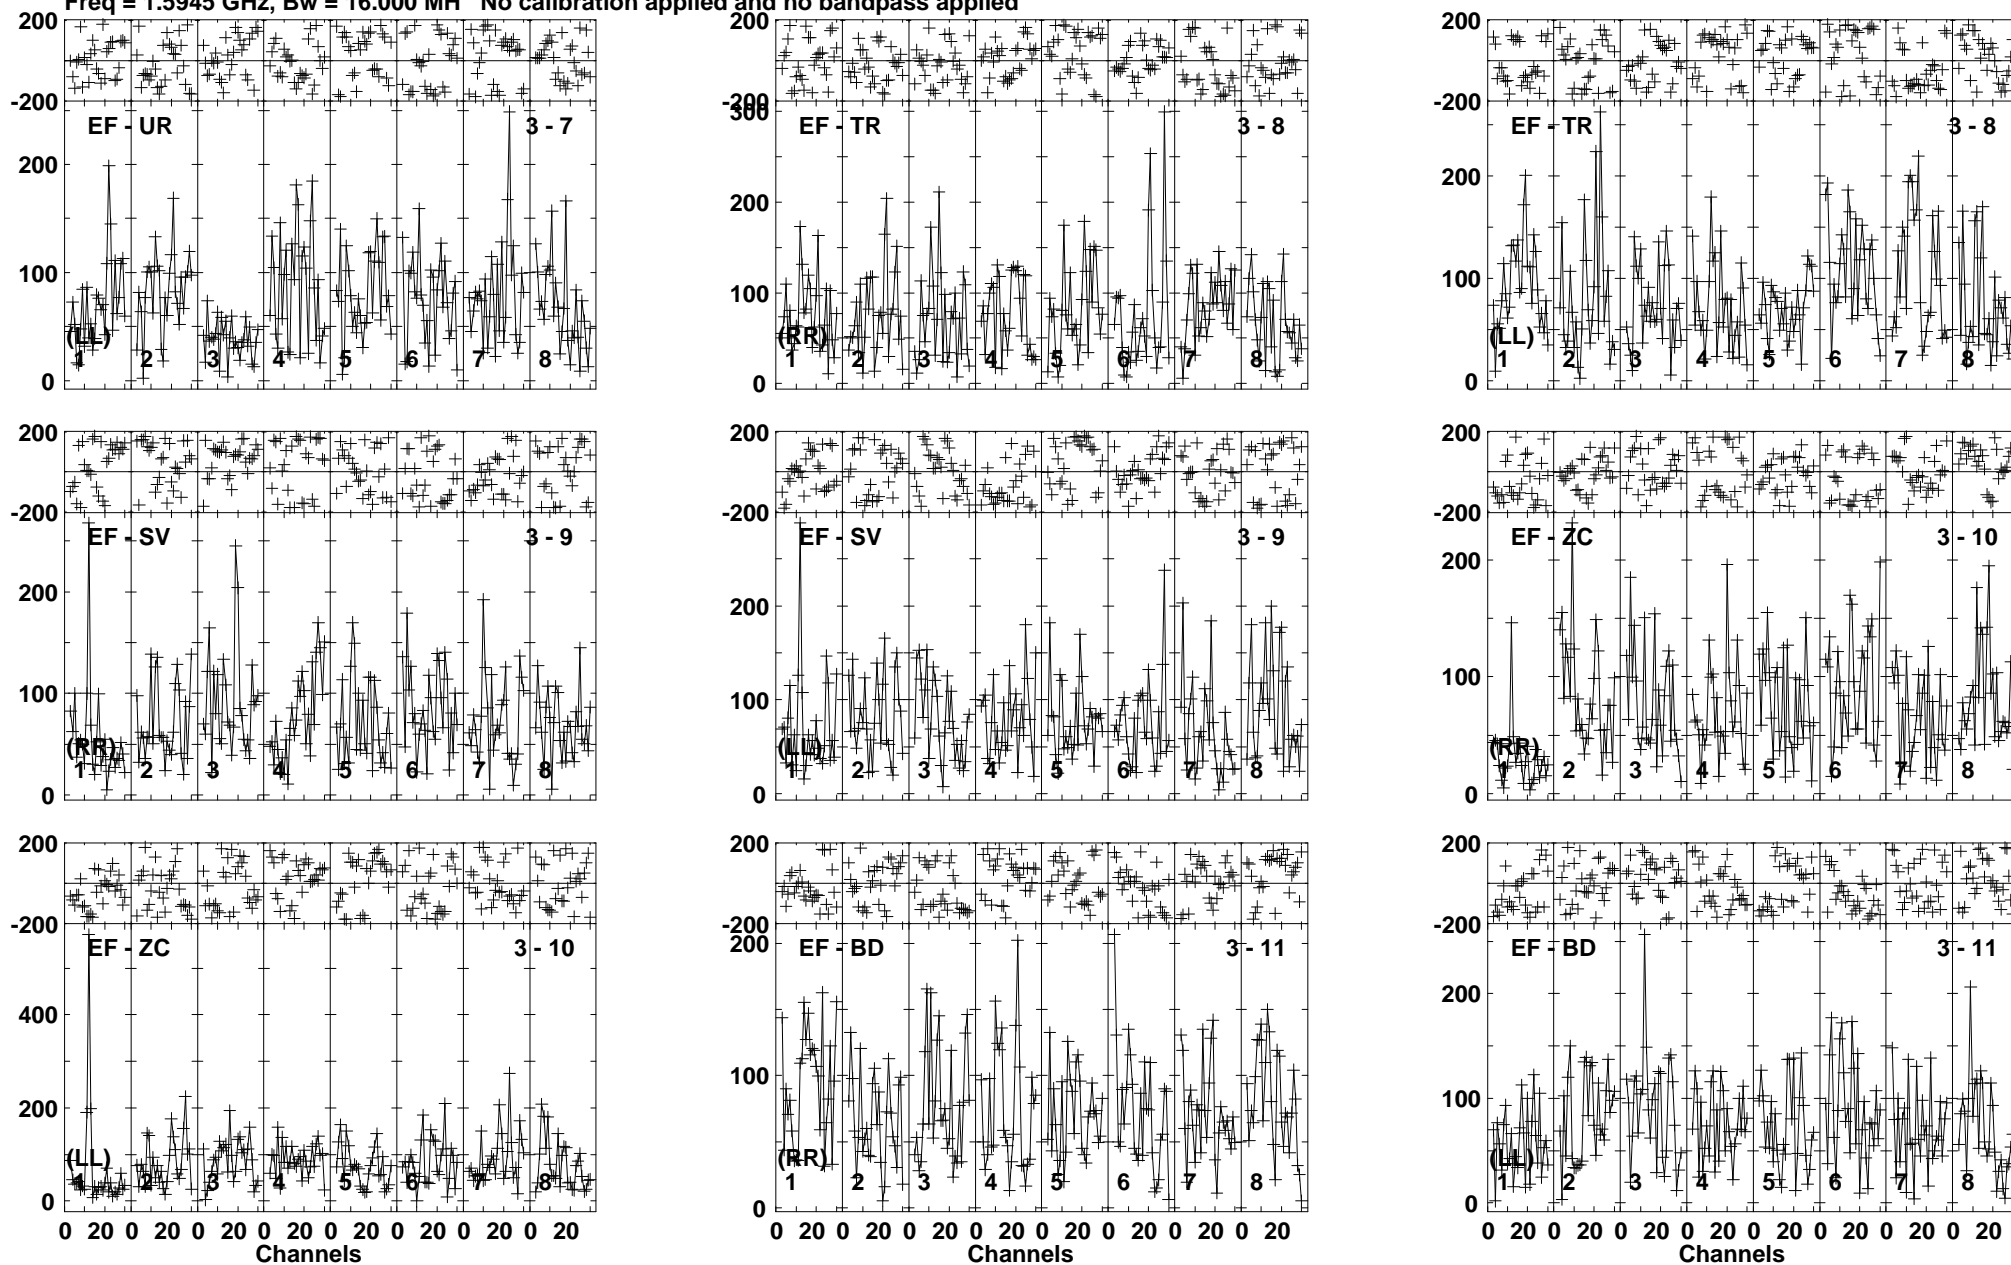 Freq = 1.5945 GHz, Bw = 16.000 MH No calibration applied and no bandpass applied
200 200 200
-200 -200 -200
EF - UR 3 - 7 300 EF - TR 3 - 8 EF - TR 3 - 8
200 200 200
100 100 100
(LL) (RR) (LL)
1 2 3 4 5 6 7 8 1 2 3 4 5 6 7 8 1 2 3 4 5 6 7 8
0 0 0
200 200 200
-200 -200 -200
EF - SV 3 - 9 EF - SV 3 - 9 EF - ZC 3 - 10
200 200 200
100 100 100
(RR) (LL) (RR)
1 2 3 4 5 6 7 8 1 2 3 4 5 6 7 8 1 2 3 4 5 6 7 8
0 0 0
200 200 200
-200 -200 -200
EF - ZC 3 - 10 200 EF - BD 3 - 11 EF - BD 3 - 11
400 200
200 100 100
(LL) (RR) (LL)
1 2 3 4 5 6 7 8 1 2 3 4 5 6 7 8 1 2 3 4 5 6 7 8
0 0 0
0 20 0 20 0 20 0 20 0 20 0 20 0 20 0 20 0 20 0 20 0 20 0 20 0 20 0 20 0 20 0 20 0 20 0 20 0 20 0 20 0 20 0 20 0 20 0 20
Channels Channels Channels